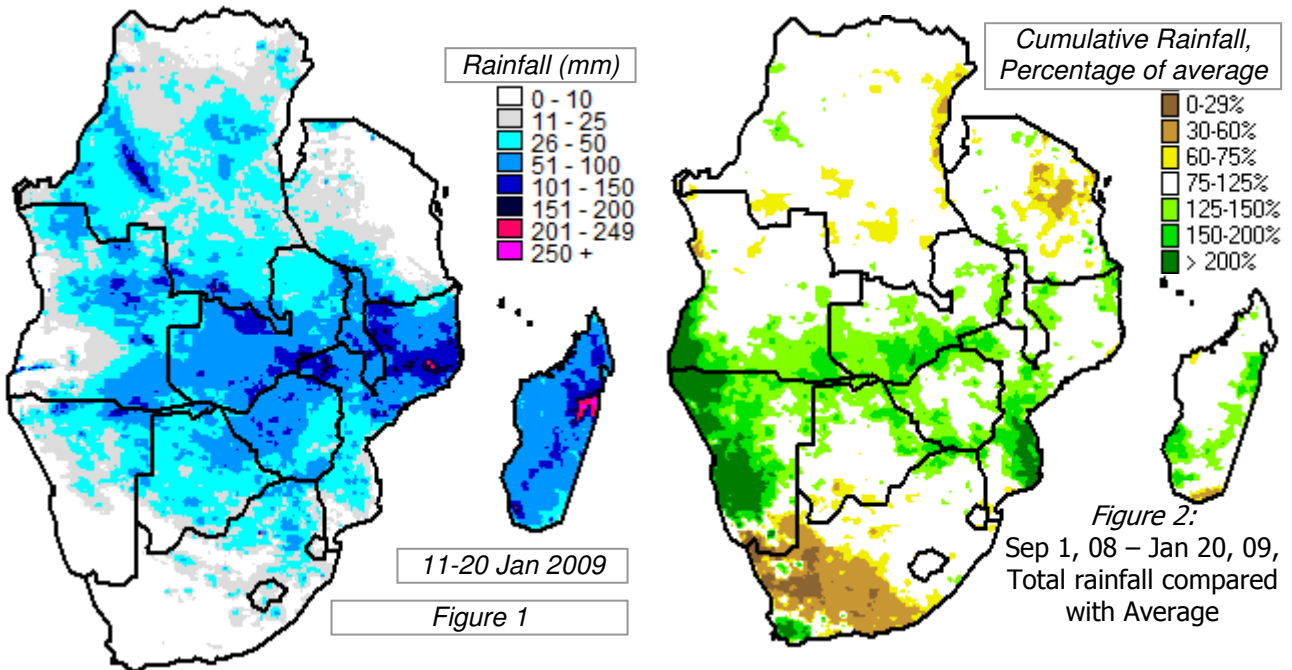 Rainfall (mm)
0 - 10
11 - 25
26 - 50
51 - 100
101 - 150
151 - 200
201 - 249
250 +
11-20 Jan 2009
Figure 1
Cumulative Rainfall,
Percentage of average
0-29%
30-60%
60-75%
75-125%
125-150%
150-200%
> 200%
Figure 2:
Sep 1, 08 – Jan 20, 09,
Total rainfall compared
with Average